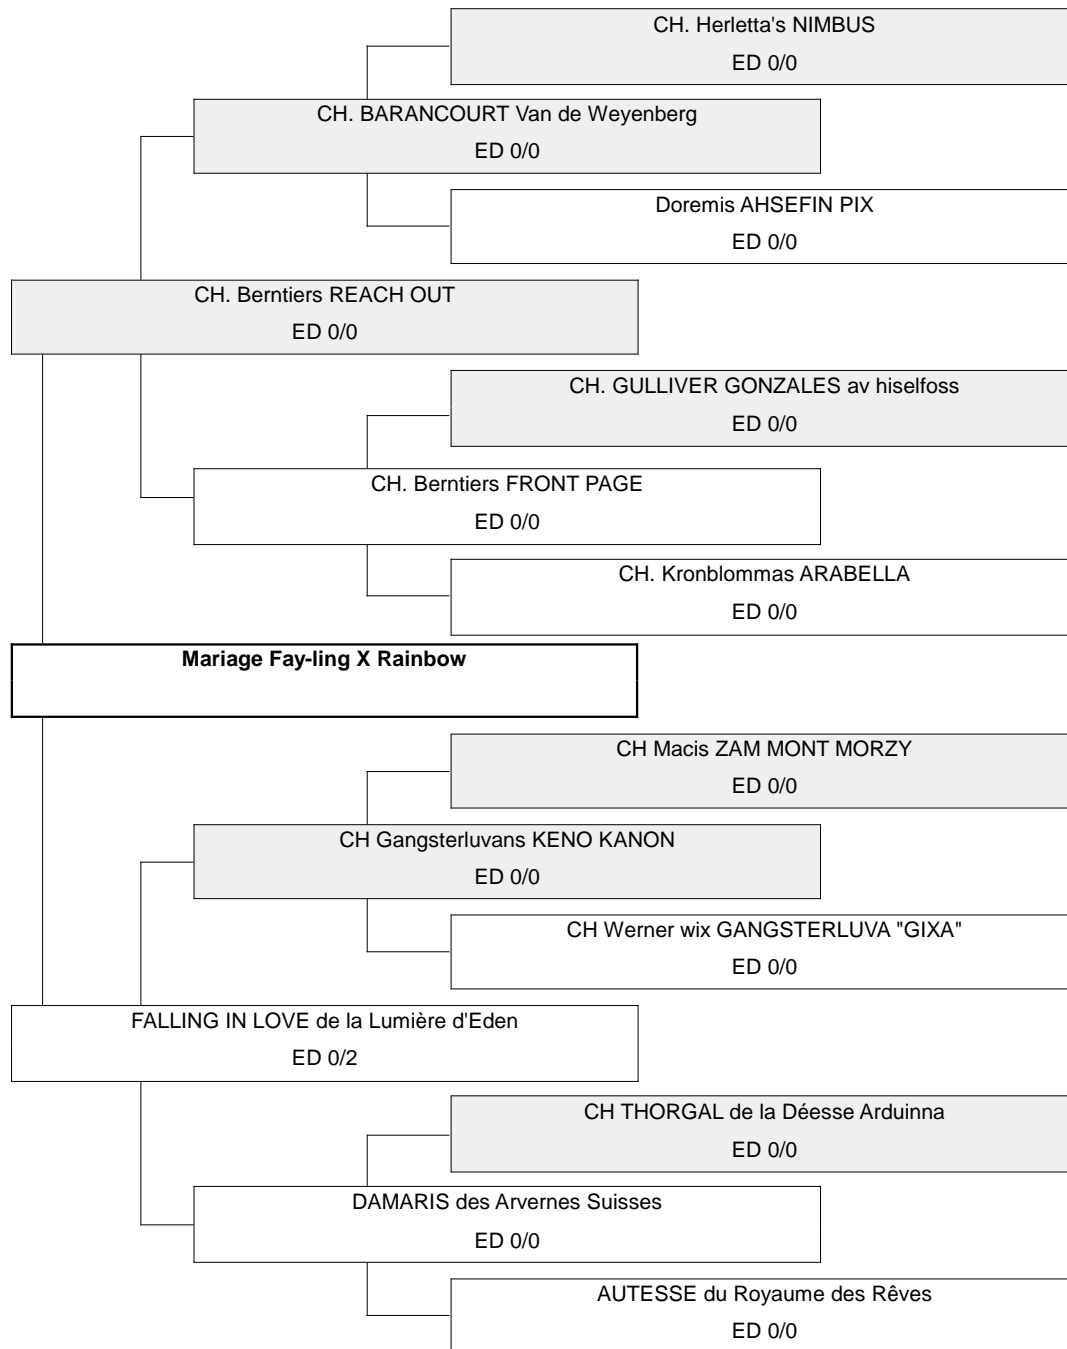 CH. Herletta's NIMBUS
ED 0/0
CH. BARANCOURT Van de Weyenberg
ED 0/0
Doremis AHSEFIN PIX
ED 0/0
CH. Berntiers REACH OUT
ED 0/0
CH. GULLIVER GONZALES av hiselfoss
ED 0/0
CH. Berntiers FRONT PAGE
ED 0/0
CH. Kronblommas ARABELLA
ED 0/0
Mariage Fay-ling X Rainbow
CH Macis ZAM MONT MORZY
ED 0/0
CH Gangsterluvans KENO KANON
ED 0/0
CH Werner wix GANGSTERLUVA "GIXA"
ED 0/0
FALLING IN LOVE de la Lumière d'Eden
ED 0/2
CH THORGAL de la Déesse Arduinna
ED 0/0
DAMARIS des Arvernes Suisses
ED 0/0
AUTESSE du Royaume des Rêves
ED 0/0